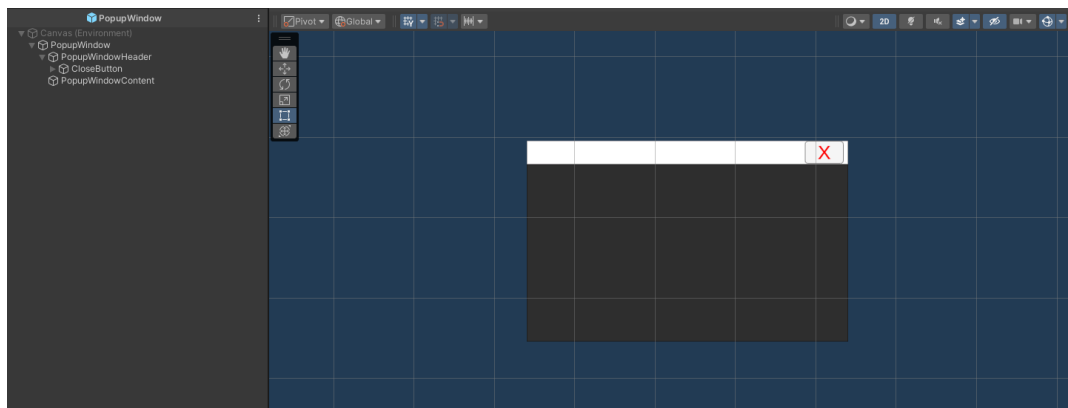 PopupWindow
Pivot Global 2D
Canvas (Environment)
PopupWindow
PopupWindowHeader
CloseButton
PopupWindowContent
X